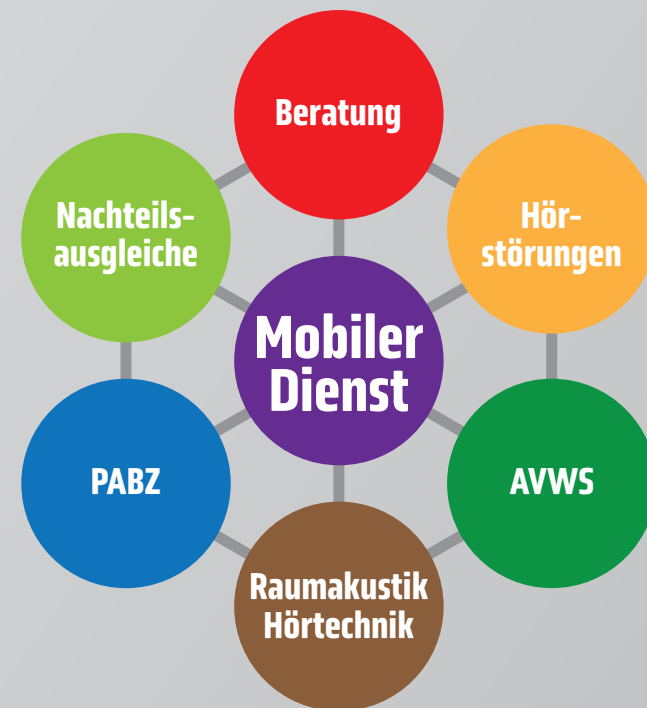 Beratung
Nachteils-
ausgleiche
Hör-
störungen
Mobiler
Dienst
PABZ
AVWS
Raumakustik
Hörtechnik